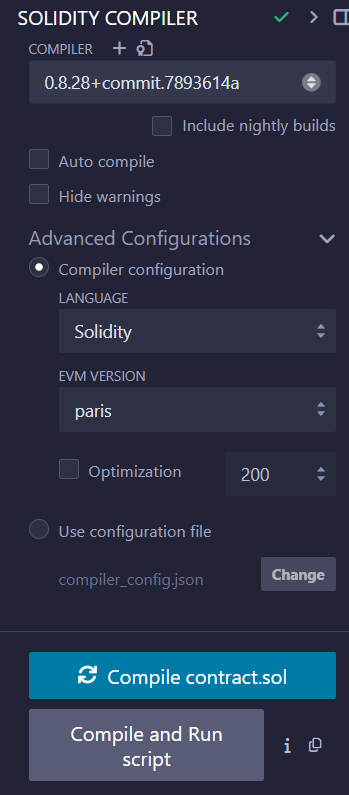 SOLIDITY COMPILER
COMPILER
0.8.28+commit.7893614a
Include nightly builds
Auto compile
Hide warnings
Advanced Configurations
Compiler configuration
LANGUAGE
Solidity
EVM VERSION
paris
Optimization 200
Use configuration file
compiler_config.json Change
Compile contract.sol
Compile and Run
script